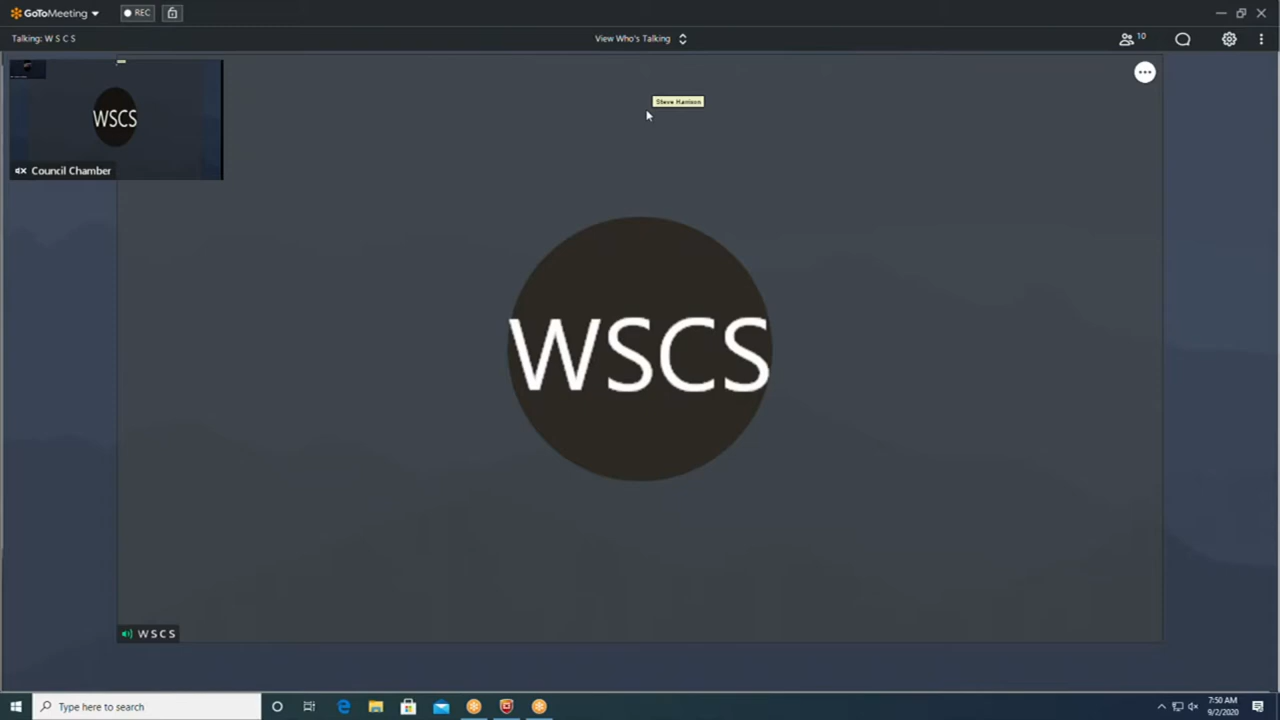 GoToMeeting
REC
Talking: W S C S
View Who's Talking
10
Steve Harrison
WSCS
Council Chamber
WSCS
W S C S
Type here to search
7:50 AM
9/2/2020